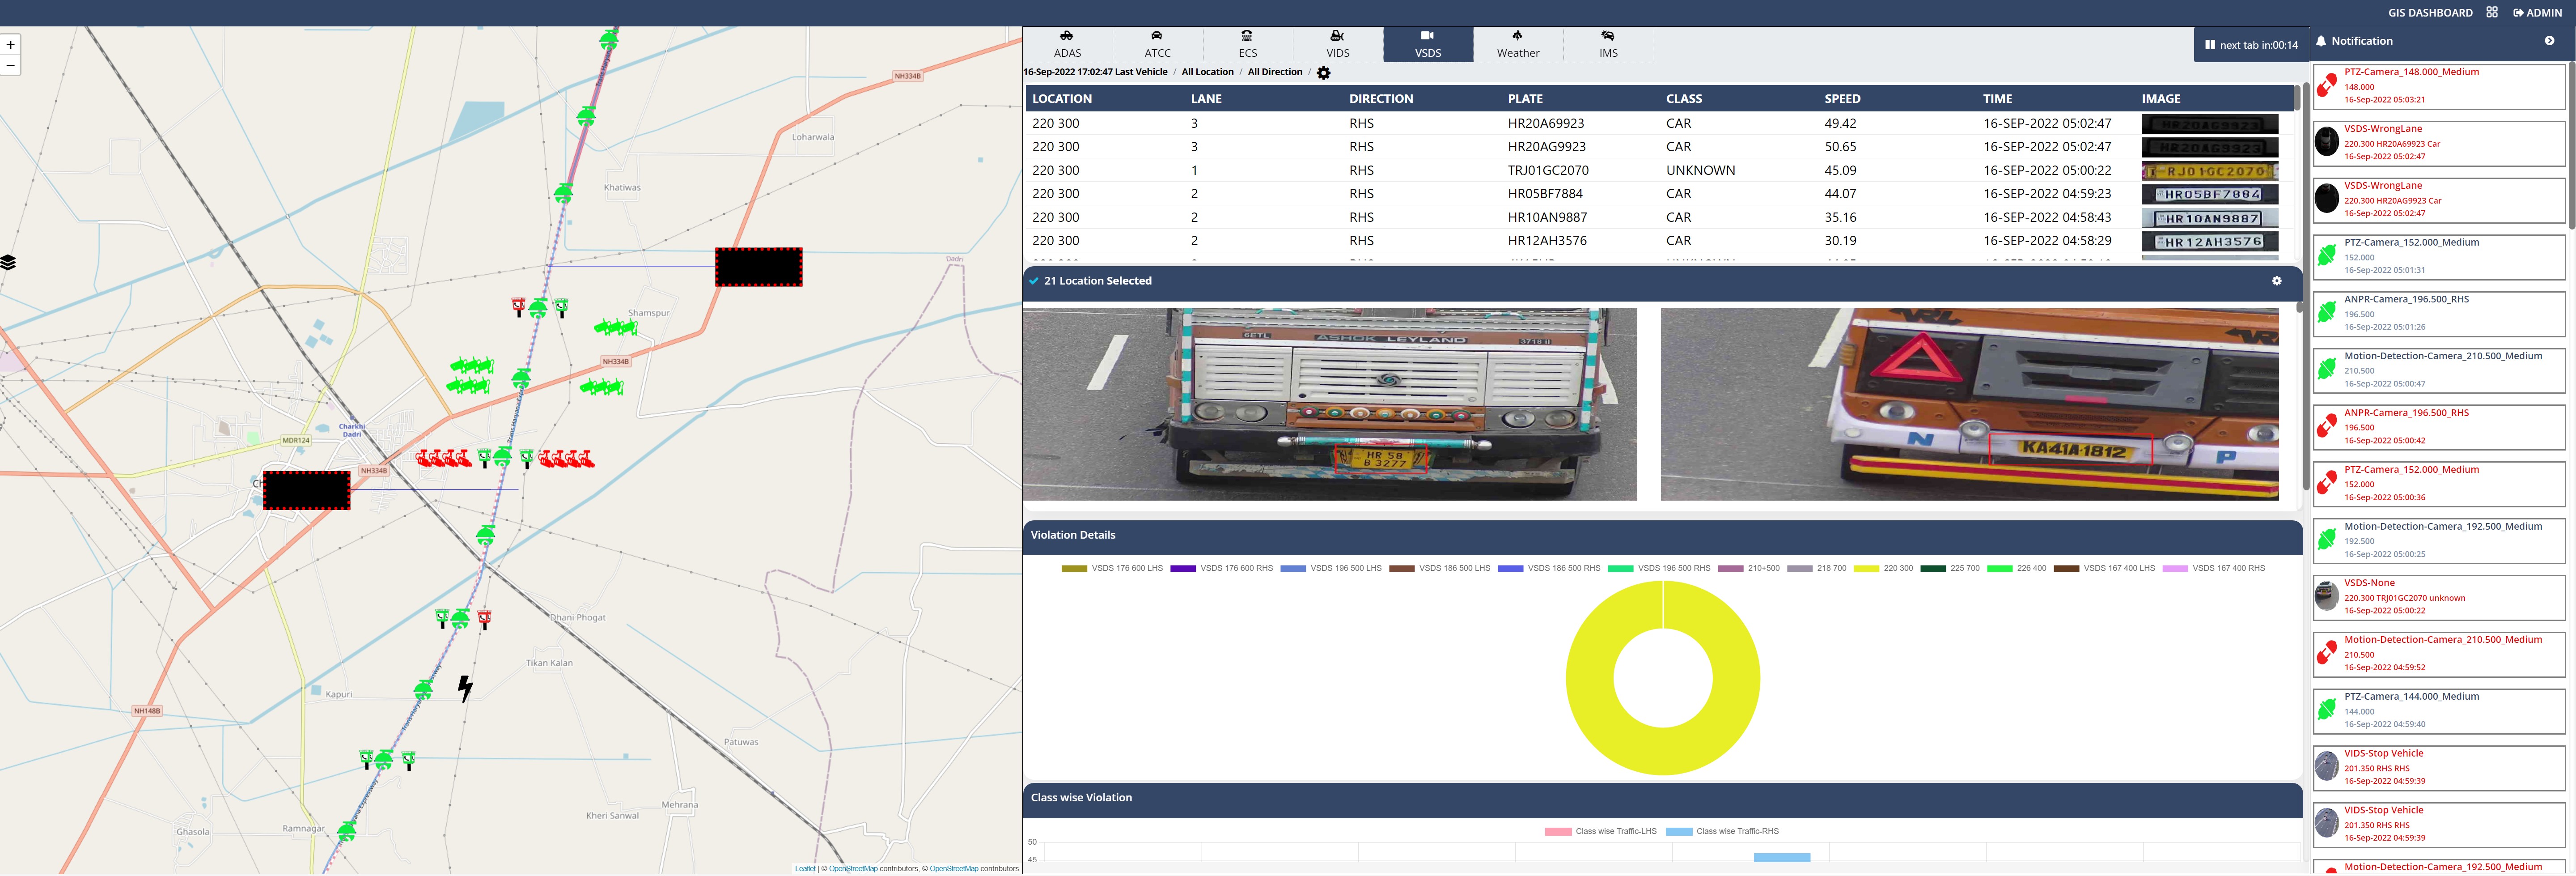 GIS DASHBOARD ADMIN
+
−
NH334B
Loharwala
Khatiwas
Dadri
Shamspur
NH334B
Charkhi
Dadri
MDR124
NH334B
Ch
Dhani Phogat
Tikan Kalan
Kapuri
NH148B
Patuwas
Mehrana
Kheri Sanwal
Ghasola
Ramnagar
Leaflet | © OpenStreetMap contributors, © OpenStreetMap contributors
ADAS
ATCC
ECS
VIDS
VSDS
Weather
IMS
next tab in:00:14
16-Sep-2022 17:02:47 Last Vehicle / All Location / All Direction /
LOCATION LANE DIRECTION PLATE CLASS SPEED TIME IMAGE
220 300 3 RHS HR20A69923 CAR 49.42 16-SEP-2022 05:02:47 HR20AG9923
220 300 3 RHS HR20AG9923 CAR 50.65 16-SEP-2022 05:02:47 HR20AG9923
220 300 1 RHS TRJ01GC2070 UNKNOWN 45.09 16-SEP-2022 05:00:22 RJ01GC2070
220 300 2 RHS HR05BF7884 CAR 44.07 16-SEP-2022 04:59:23 HR05BF7884
220 300 2 RHS HR10AN9887 CAR 35.16 16-SEP-2022 04:58:43 HR10AN9887
220 300 2 RHS HR12AH3576 CAR 30.19 16-SEP-2022 04:58:29 HR12AH3576
21 Location Selected
ASHOK LEYLAND
HR 58
B 3277
N
KA41A·1812
P
Violation Details
VSDS 176 600 LHS VSDS 176 600 RHS VSDS 196 500 LHS VSDS 186 500 LHS VSDS 186 500 RHS VSDS 196 500 RHS 210+500 218 700 220 300 225 700 226 400 VSDS 167 400 LHS VSDS 167 400 RHS
Class wise Violation
Class wise Traffic-LHS Class wise Traffic-RHS
50
45
Notification
PTZ-Camera_148.000_Medium
148.000
16-Sep-2022 05:03:21
VSDS-WrongLane
220.300 HR20A69923 Car
16-Sep-2022 05:02:47
VSDS-WrongLane
220.300 HR20AG9923 Car
16-Sep-2022 05:02:47
PTZ-Camera_152.000_Medium
152.000
16-Sep-2022 05:01:31
ANPR-Camera_196.500_RHS
196.500
16-Sep-2022 05:01:26
Motion-Detection-Camera_210.500_Medium
210.500
16-Sep-2022 05:00:47
ANPR-Camera_196.500_RHS
196.500
16-Sep-2022 05:00:42
PTZ-Camera_152.000_Medium
152.000
16-Sep-2022 05:00:36
Motion-Detection-Camera_192.500_Medium
192.500
16-Sep-2022 05:00:25
VSDS-None
220.300 TRJ01GC2070 unknown
16-Sep-2022 05:00:22
Motion-Detection-Camera_210.500_Medium
210.500
16-Sep-2022 04:59:52
PTZ-Camera_144.000_Medium
144.000
16-Sep-2022 04:59:40
VIDS-Stop Vehicle
201.350 RHS RHS
16-Sep-2022 04:59:39
VIDS-Stop Vehicle
201.350 RHS RHS
16-Sep-2022 04:59:39
Motion-Detection-Camera_192.500_Medium